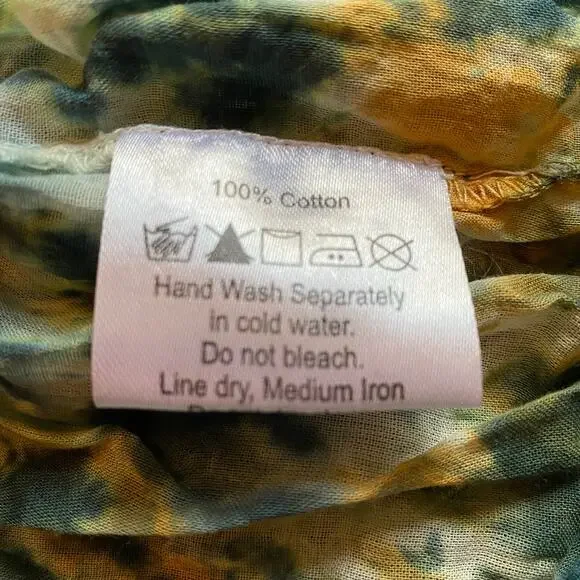 100% Cotton
Hand Wash Separately
in cold water.
Do not bleach.
Line dry, Medium Iron